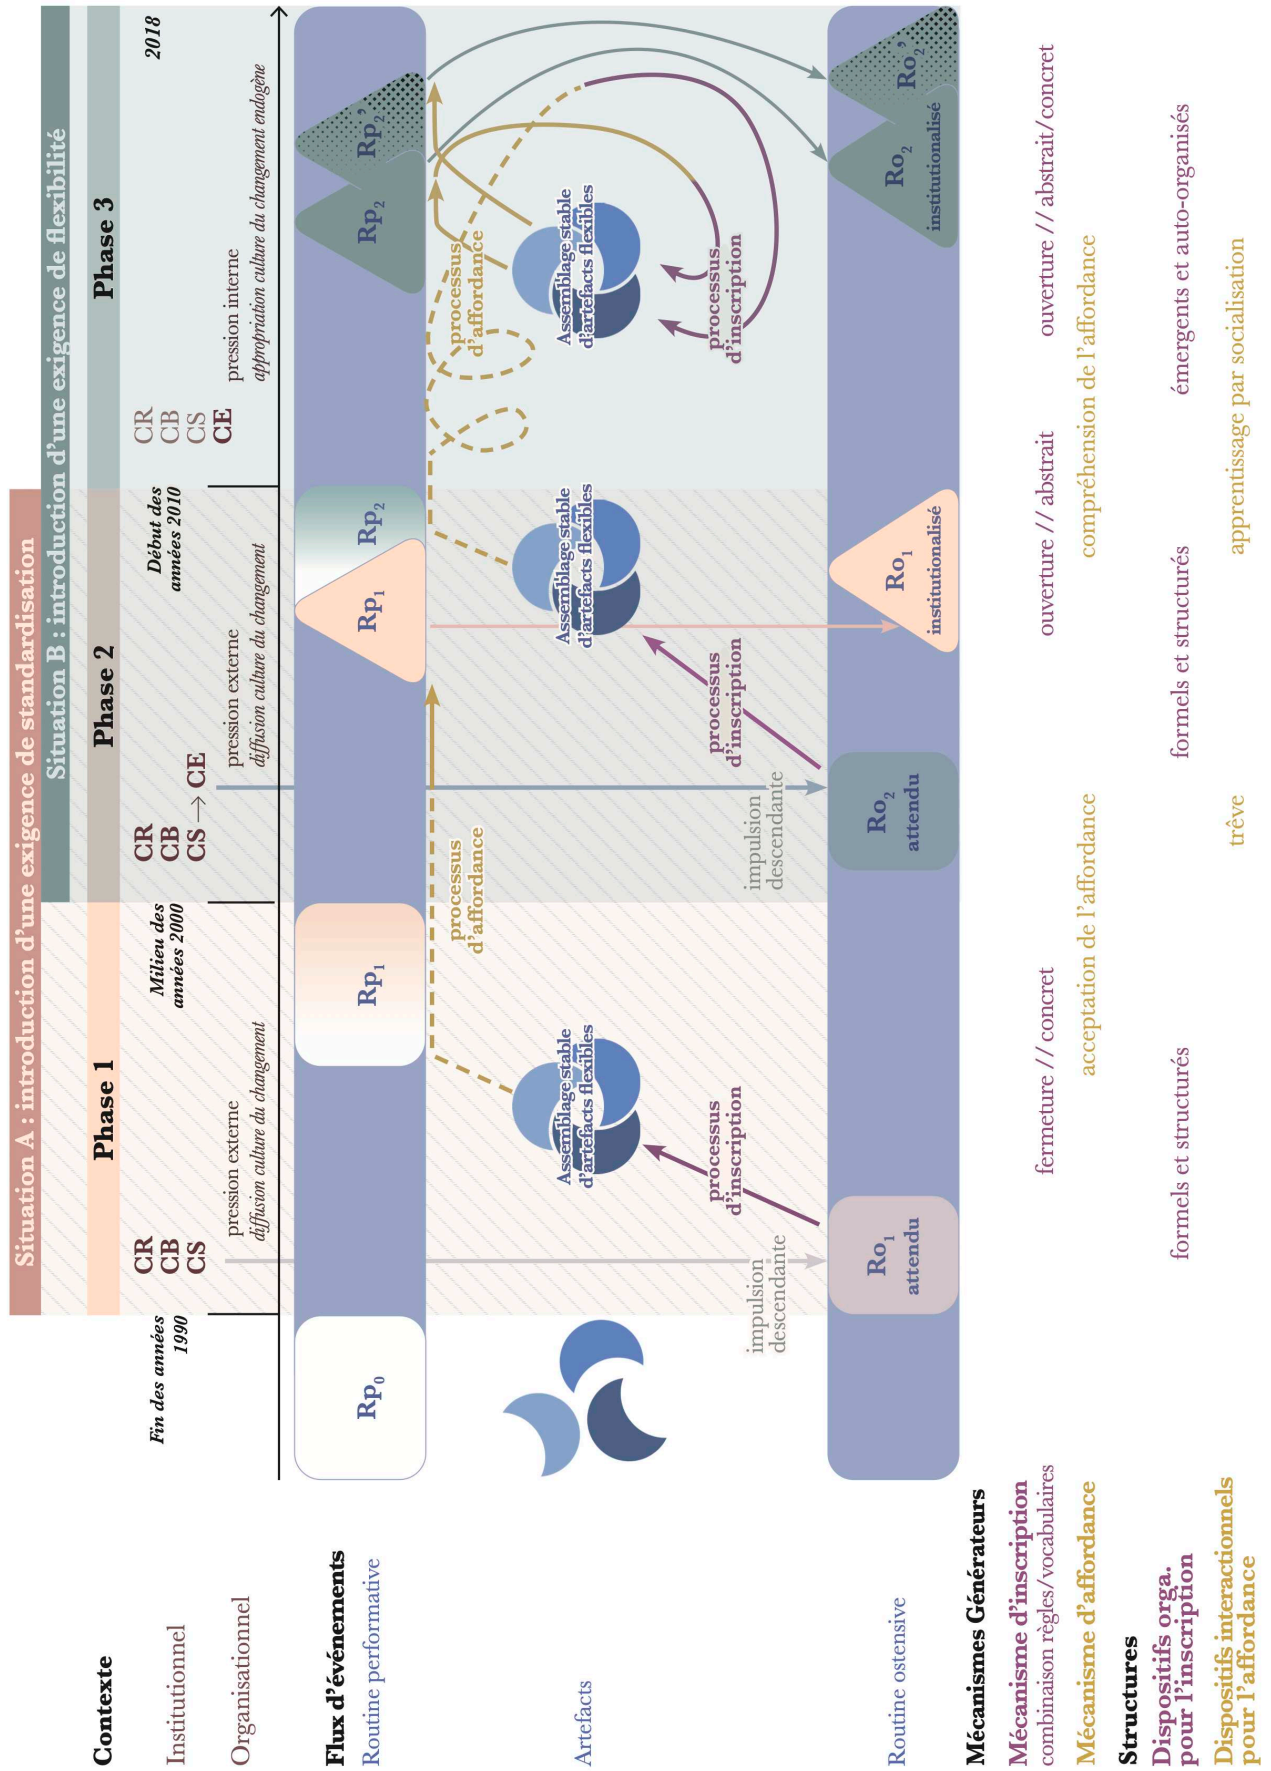 Situation A : introduction d'une exigence de standardisation
Situation B : introduction d'une exigence de flexibilité
Phase 1
Phase 2
Phase 3
Contexte
Institutionnel
Fin des années
1990
CR
CB
CS
Milieu des
années 2000
CR
CB
CS → CE
Début des
années 2010
CR
CB
CS
CE
2018
Organisationnel
pression externe
diffusion culture du changement
pression externe
diffusion culture du changement
pression interne
appropriation culture du changement endogène
Flux d'événements
Routine performative
Rp0
Rp1
Rp1
Rp2
Rp2
Rp2'
processus
d'affordance
processus
d'affordance
Artefacts
Assemblage stable
d'artefacts flexibles
Assemblage stable
d'artefacts flexibles
Assemblage stable
d'artefacts flexibles
processus
d'inscription
processus
d'inscription
processus
d'inscription
impulsion
descendante
impulsion
descendante
Routine ostensive
Ro1
attendu
Ro2
attendu
Ro1
institutionalisé
Ro2
institutionalisé
Ro2'
Mécanismes Générateurs
Mécanisme d'inscription
combinaison règles/vocabulaires
fermeture // concret
ouverture // abstrait
ouverture // abstrait/concret
Mécanisme d'affordance
acceptation de l'affordance
compréhension de l'affordance
Structures
Dispositifs orga.
pour l'inscription
formels et structurés
formels et structurés
émergents et auto-organisés
Dispositifs interactionnels
pour l'affordance
trêve
apprentissage par socialisation